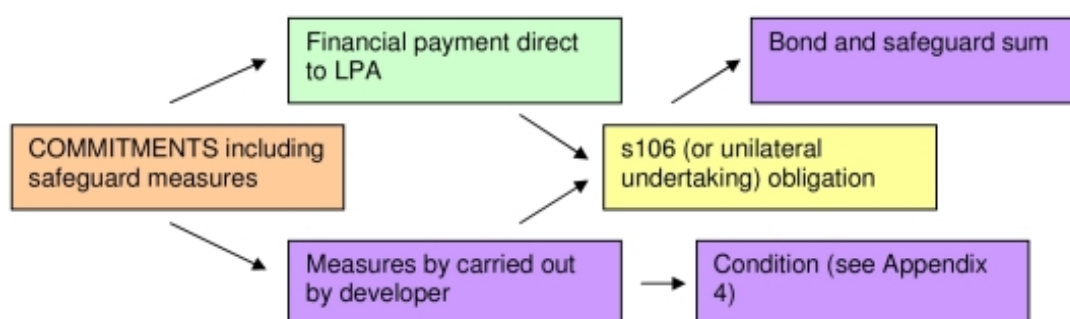 Financial payment direct
to LPA
Bond and safeguard sum
COMMITMENTS including
safeguard measures
s106 (or unilateral
undertaking) obligation
Measures by carried out
by developer
Condition (see Appendix
4)